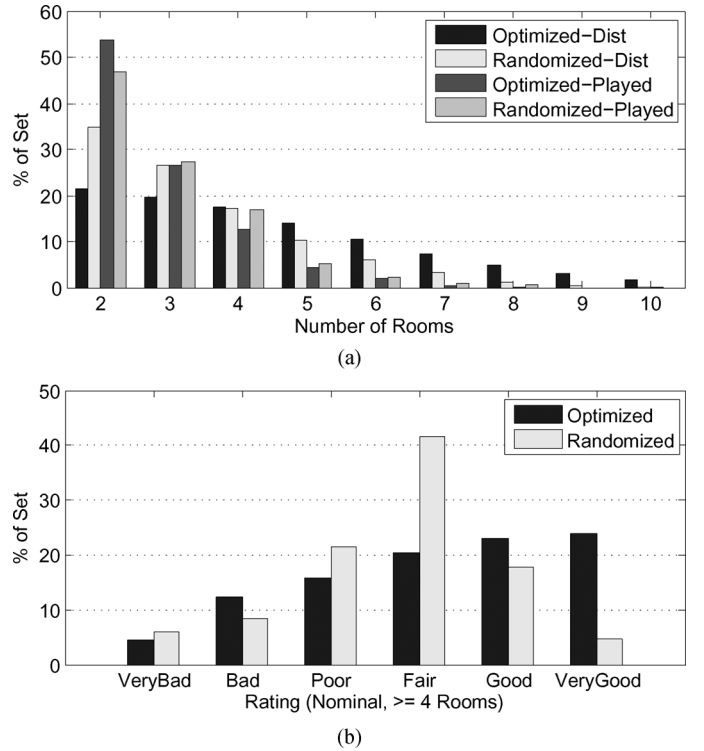 60
50
40
30
20
10
0
% of Set
Optimized-Dist
Randomized-Dist
Optimized-Played
Randomized-Played
2 3 4 5 6 7 8 9 10
Number of Rooms
(a)
50
40
30
20
10
0
% of Set
Optimized
Randomized
VeryBad Bad Poor Fair Good VeryGood
Rating (Nominal, >= 4 Rooms)
(b)